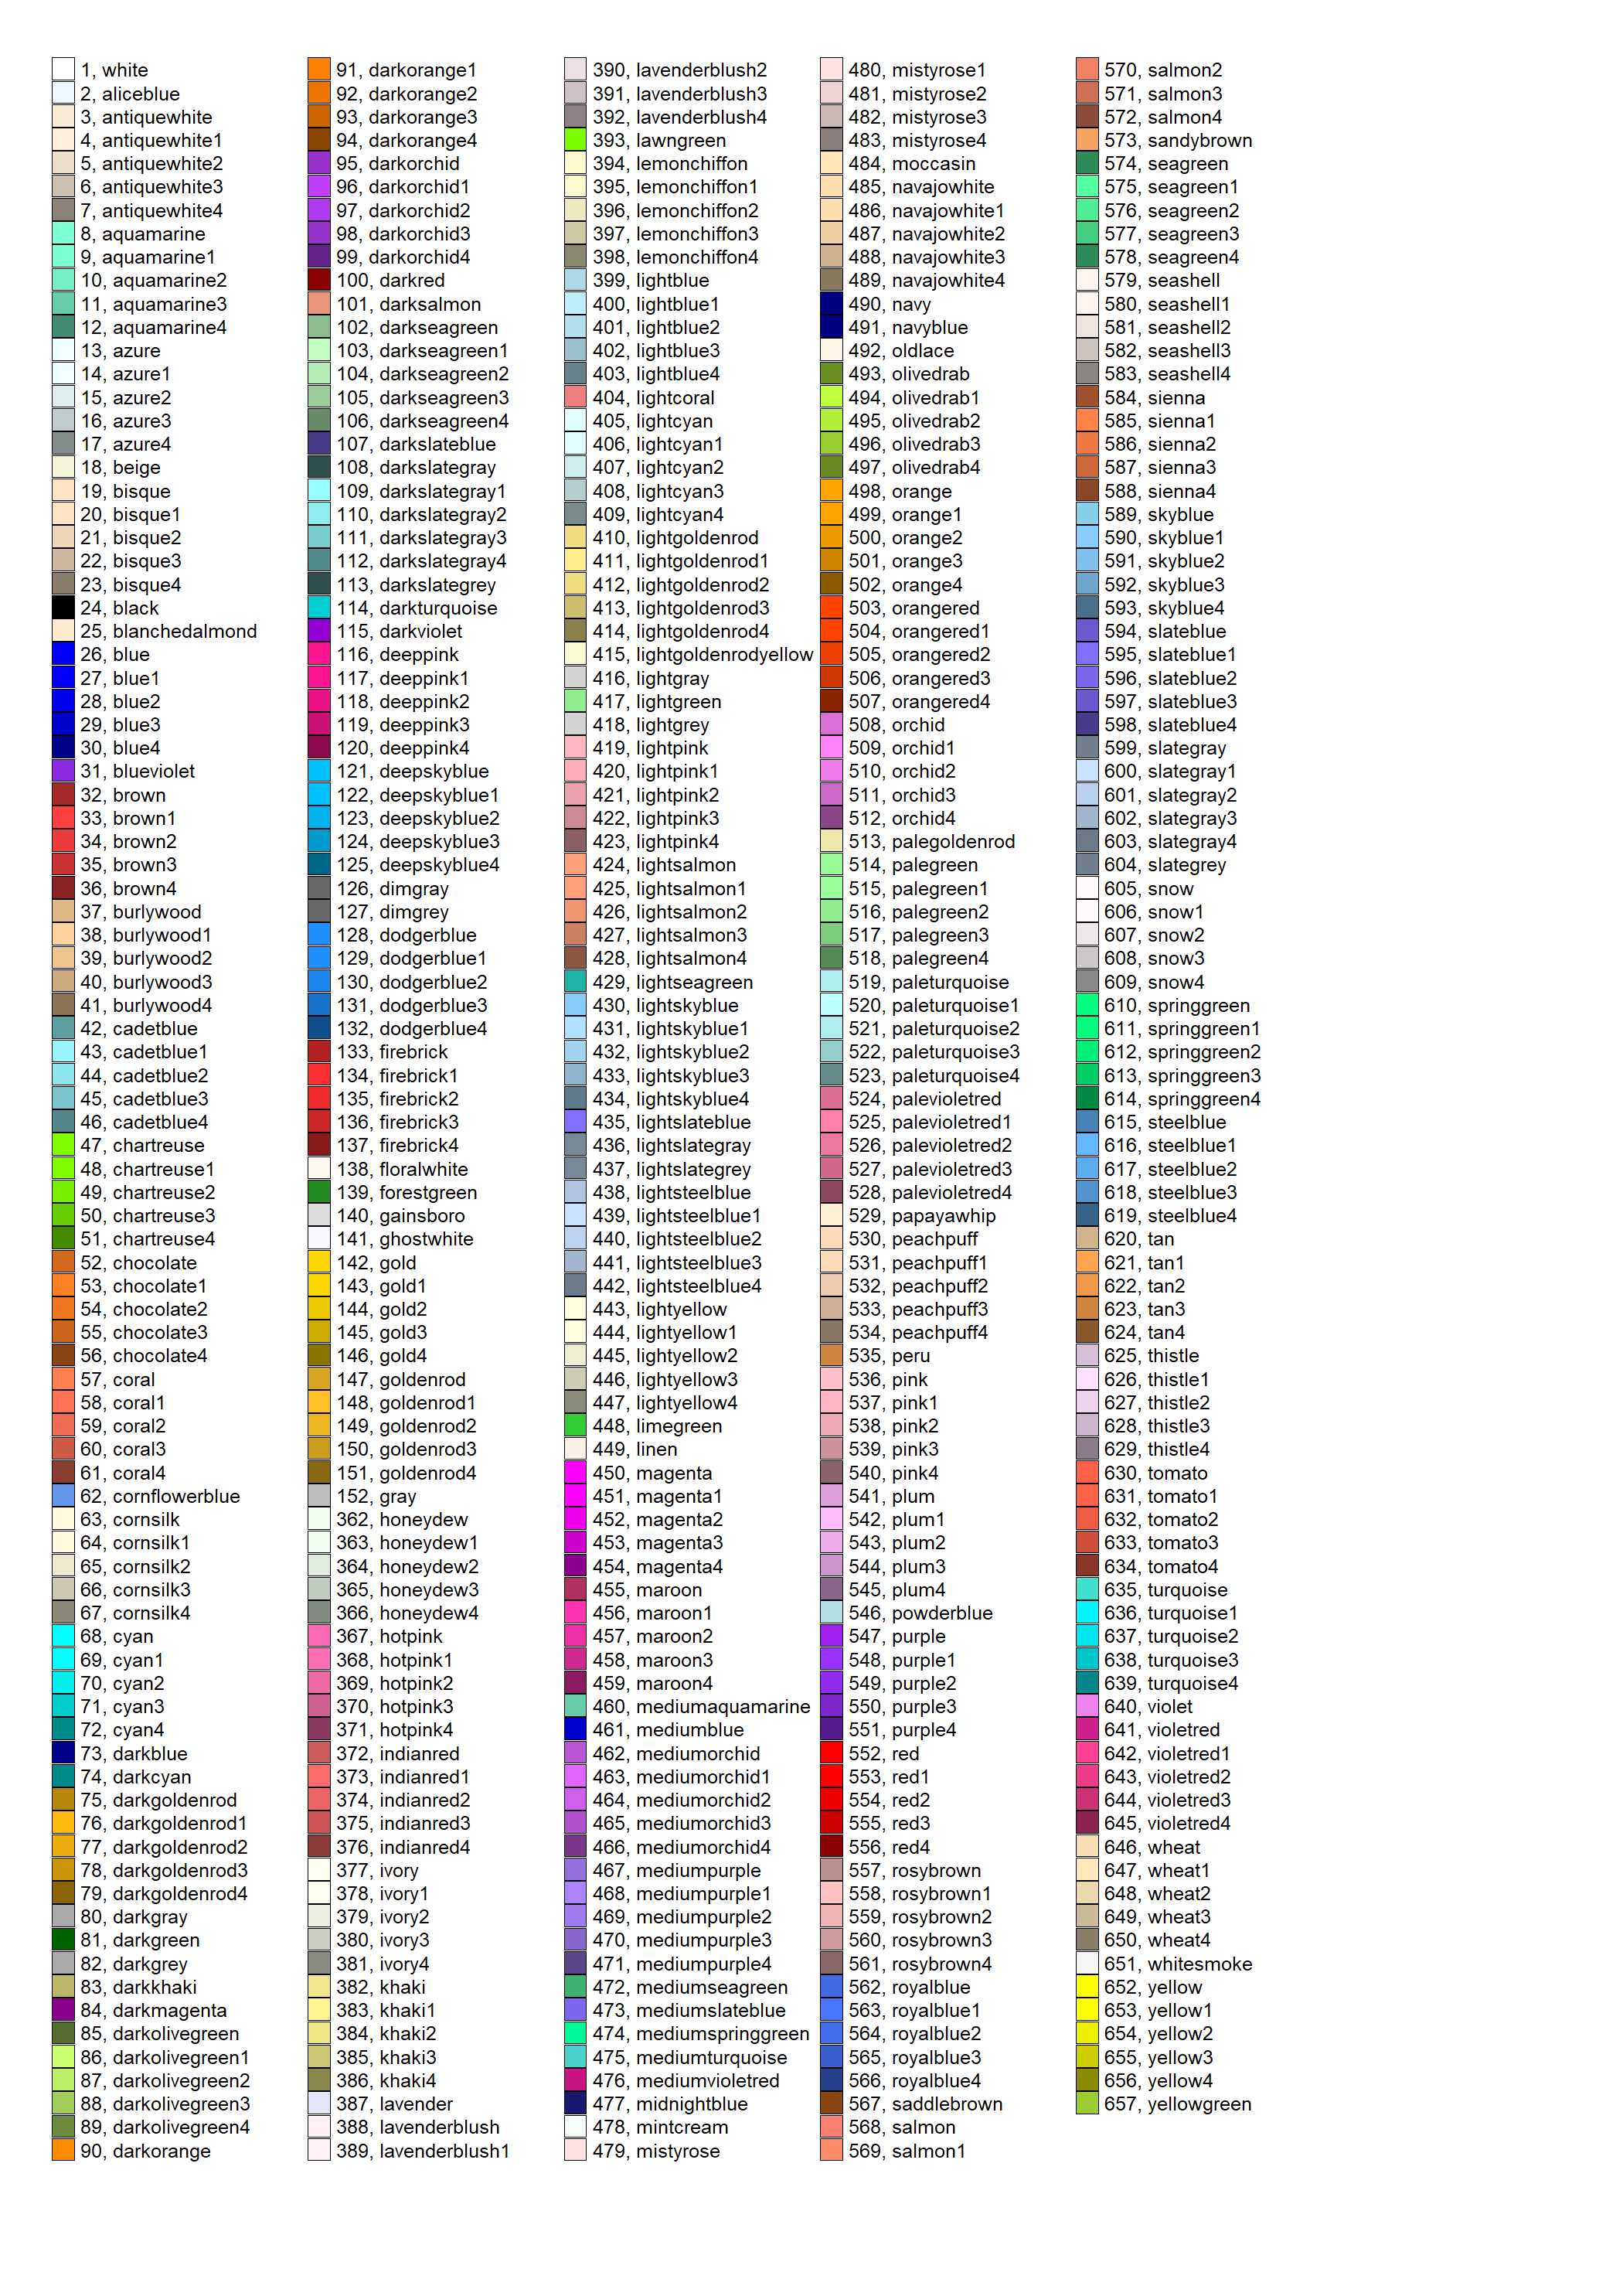 1, white
2, aliceblue
3, antiquewhite
4, antiquewhite1
5, antiquewhite2
6, antiquewhite3
7, antiquewhite4
8, aquamarine
9, aquamarine1
10, aquamarine2
11, aquamarine3
12, aquamarine4
13, azure
14, azure1
15, azure2
16, azure3
17, azure4
18, beige
19, bisque
20, bisque1
21, bisque2
22, bisque3
23, bisque4
24, black
25, blanchedalmond
26, blue
27, blue1
28, blue2
29, blue3
30, blue4
31, blueviolet
32, brown
33, brown1
34, brown2
35, brown3
36, brown4
37, burlywood
38, burlywood1
39, burlywood2
40, burlywood3
41, burlywood4
42, cadetblue
43, cadetblue1
44, cadetblue2
45, cadetblue3
46, cadetblue4
47, chartreuse
48, chartreuse1
49, chartreuse2
50, chartreuse3
51, chartreuse4
52, chocolate
53, chocolate1
54, chocolate2
55, chocolate3
56, chocolate4
57, coral
58, coral1
59, coral2
60, coral3
61, coral4
62, cornflowerblue
63, cornsilk
64, cornsilk1
65, cornsilk2
66, cornsilk3
67, cornsilk4
68, cyan
69, cyan1
70, cyan2
71, cyan3
72, cyan4
73, darkblue
74, darkcyan
75, darkgoldenrod
76, darkgoldenrod1
77, darkgoldenrod2
78, darkgoldenrod3
79, darkgoldenrod4
80, darkgray
81, darkgreen
82, darkgrey
83, darkkhaki
84, darkmagenta
85, darkolivegreen
86, darkolivegreen1
87, darkolivegreen2
88, darkolivegreen3
89, darkolivegreen4
90, darkorange
91, darkorange1
92, darkorange2
93, darkorange3
94, darkorange4
95, darkorchid
96, darkorchid1
97, darkorchid2
98, darkorchid3
99, darkorchid4
100, darkred
101, darksalmon
102, darkseagreen
103, darkseagreen1
104, darkseagreen2
105, darkseagreen3
106, darkseagreen4
107, darkslateblue
108, darkslategray
109, darkslategray1
110, darkslategray2
111, darkslategray3
112, darkslategray4
113, darkslategrey
114, darkturquoise
115, darkviolet
116, deeppink
117, deeppink1
118, deeppink2
119, deeppink3
120, deeppink4
121, deepskyblue
122, deepskyblue1
123, deepskyblue2
124, deepskyblue3
125, deepskyblue4
126, dimgray
127, dimgrey
128, dodgerblue
129, dodgerblue1
130, dodgerblue2
131, dodgerblue3
132, dodgerblue4
133, firebrick
134, firebrick1
135, firebrick2
136, firebrick3
137, firebrick4
138, floralwhite
139, forestgreen
140, gainsboro
141, ghostwhite
142, gold
143, gold1
144, gold2
145, gold3
146, gold4
147, goldenrod
148, goldenrod1
149, goldenrod2
150, goldenrod3
151, goldenrod4
152, gray
362, honeydew
363, honeydew1
364, honeydew2
365, honeydew3
366, honeydew4
367, hotpink
368, hotpink1
369, hotpink2
370, hotpink3
371, hotpink4
372, indianred
373, indianred1
374, indianred2
375, indianred3
376, indianred4
377, ivory
378, ivory1
379, ivory2
380, ivory3
381, ivory4
382, khaki
383, khaki1
384, khaki2
385, khaki3
386, khaki4
387, lavender
388, lavenderblush
389, lavenderblush1
390, lavenderblush2
391, lavenderblush3
392, lavenderblush4
393, lawngreen
394, lemonchiffon
395, lemonchiffon1
396, lemonchiffon2
397, lemonchiffon3
398, lemonchiffon4
399, lightblue
400, lightblue1
401, lightblue2
402, lightblue3
403, lightblue4
404, lightcoral
405, lightcyan
406, lightcyan1
407, lightcyan2
408, lightcyan3
409, lightcyan4
410, lightgoldenrod
411, lightgoldenrod1
412, lightgoldenrod2
413, lightgoldenrod3
414, lightgoldenrod4
415, lightgoldenrodyellow
416, lightgray
417, lightgreen
418, lightgrey
419, lightpink
420, lightpink1
421, lightpink2
422, lightpink3
423, lightpink4
424, lightsalmon
425, lightsalmon1
426, lightsalmon2
427, lightsalmon3
428, lightsalmon4
429, lightseagreen
430, lightskyblue
431, lightskyblue1
432, lightskyblue2
433, lightskyblue3
434, lightskyblue4
435, lightslateblue
436, lightslategray
437, lightslategrey
438, lightsteelblue
439, lightsteelblue1
440, lightsteelblue2
441, lightsteelblue3
442, lightsteelblue4
443, lightyellow
444, lightyellow1
445, lightyellow2
446, lightyellow3
447, lightyellow4
448, limegreen
449, linen
450, magenta
451, magenta1
452, magenta2
453, magenta3
454, magenta4
455, maroon
456, maroon1
457, maroon2
458, maroon3
459, maroon4
460, mediumaquamarine
461, mediumblue
462, mediumorchid
463, mediumorchid1
464, mediumorchid2
465, mediumorchid3
466, mediumorchid4
467, mediumpurple
468, mediumpurple1
469, mediumpurple2
470, mediumpurple3
471, mediumpurple4
472, mediumseagreen
473, mediumslateblue
474, mediumspringgreen
475, mediumturquoise
476, mediumvioletred
477, midnightblue
478, mintcream
479, mistyrose
480, mistyrose1
481, mistyrose2
482, mistyrose3
483, mistyrose4
484, moccasin
485, navajowhite
486, navajowhite1
487, navajowhite2
488, navajowhite3
489, navajowhite4
490, navy
491, navyblue
492, oldlace
493, olivedrab
494, olivedrab1
495, olivedrab2
496, olivedrab3
497, olivedrab4
498, orange
499, orange1
500, orange2
501, orange3
502, orange4
503, orangered
504, orangered1
505, orangered2
506, orangered3
507, orangered4
508, orchid
509, orchid1
510, orchid2
511, orchid3
512, orchid4
513, palegoldenrod
514, palegreen
515, palegreen1
516, palegreen2
517, palegreen3
518, palegreen4
519, paleturquoise
520, paleturquoise1
521, paleturquoise2
522, paleturquoise3
523, paleturquoise4
524, palevioletred
525, palevioletred1
526, palevioletred2
527, palevioletred3
528, palevioletred4
529, papayawhip
530, peachpuff
531, peachpuff1
532, peachpuff2
533, peachpuff3
534, peachpuff4
535, peru
536, pink
537, pink1
538, pink2
539, pink3
540, pink4
541, plum
542, plum1
543, plum2
544, plum3
545, plum4
546, powderblue
547, purple
548, purple1
549, purple2
550, purple3
551, purple4
552, red
553, red1
554, red2
555, red3
556, red4
557, rosybrown
558, rosybrown1
559, rosybrown2
560, rosybrown3
561, rosybrown4
562, royalblue
563, royalblue1
564, royalblue2
565, royalblue3
566, royalblue4
567, saddlebrown
568, salmon
569, salmon1
570, salmon2
571, salmon3
572, salmon4
573, sandybrown
574, seagreen
575, seagreen1
576, seagreen2
577, seagreen3
578, seagreen4
579, seashell
580, seashell1
581, seashell2
582, seashell3
583, seashell4
584, sienna
585, sienna1
586, sienna2
587, sienna3
588, sienna4
589, skyblue
590, skyblue1
591, skyblue2
592, skyblue3
593, skyblue4
594, slateblue
595, slateblue1
596, slateblue2
597, slateblue3
598, slateblue4
599, slategray
600, slategray1
601, slategray2
602, slategray3
603, slategray4
604, slategrey
605, snow
606, snow1
607, snow2
608, snow3
609, snow4
610, springgreen
611, springgreen1
612, springgreen2
613, springgreen3
614, springgreen4
615, steelblue
616, steelblue1
617, steelblue2
618, steelblue3
619, steelblue4
620, tan
621, tan1
622, tan2
623, tan3
624, tan4
625, thistle
626, thistle1
627, thistle2
628, thistle3
629, thistle4
630, tomato
631, tomato1
632, tomato2
633, tomato3
634, tomato4
635, turquoise
636, turquoise1
637, turquoise2
638, turquoise3
639, turquoise4
640, violet
641, violetred
642, violetred1
643, violetred2
644, violetred3
645, violetred4
646, wheat
647, wheat1
648, wheat2
649, wheat3
650, wheat4
651, whitesmoke
652, yellow
653, yellow1
654, yellow2
655, yellow3
656, yellow4
657, yellowgreen